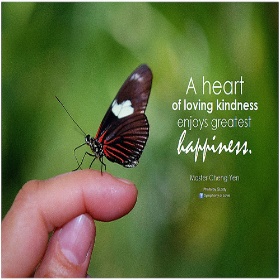 A heart
of loving kindness
enjoys greatest
happiness.
Master Cheng Yen